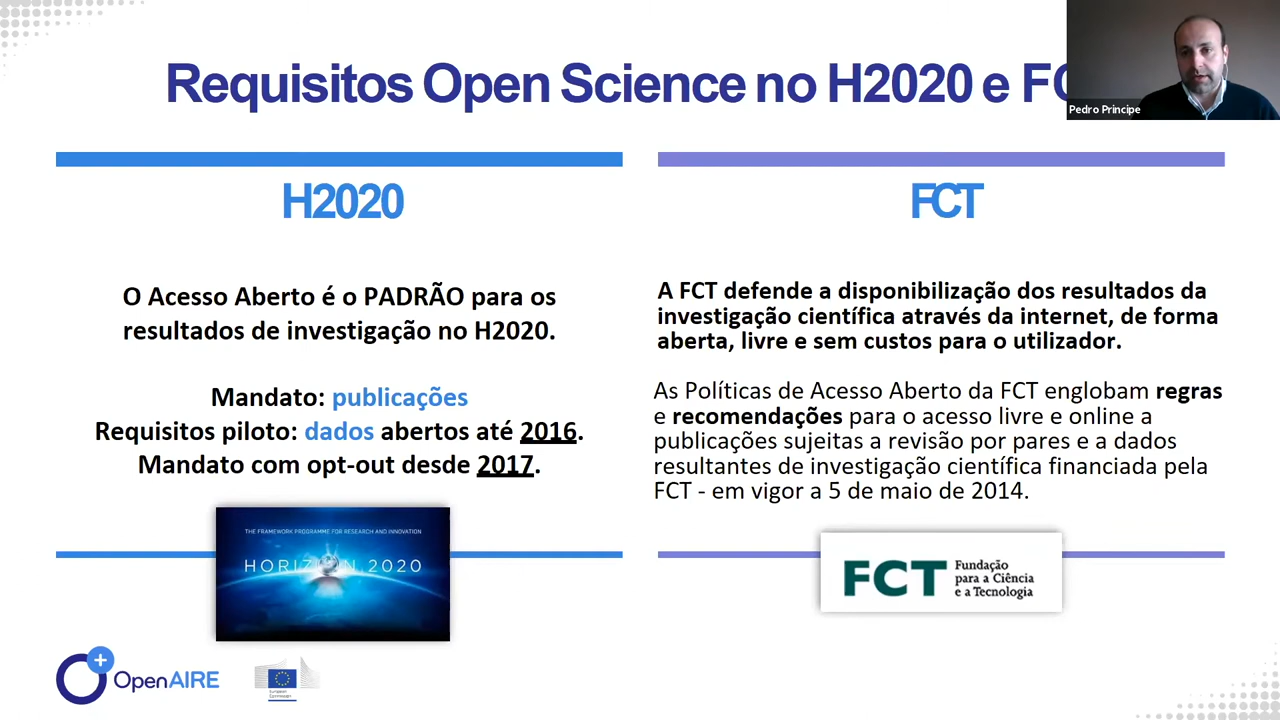 Requisitos Open Science no H2020 e FC
Pedro Principe
H2020
O Acesso Aberto é o PADRÃO para os
resultados de investigação no H2020.
Mandato: publicações
Requisitos piloto: dados abertos até 2016.
Mandato com opt-out desde 2017.
THE FRAMEWORK PROGRAMME FOR RESEARCH AND INNOVATION
HORIZON 2020
FCT
A FCT defende a disponibilização dos resultados da
investigação científica através da internet, de forma
aberta, livre e sem custos para o utilizador.
As Políticas de Acesso Aberto da FCT englobam regras
e recomendações para o acesso livre e online a
publicações sujeitas a revisão por pares e a dados
resultantes de investigação científica financiada pela
FCT - em vigor a 5 de maio de 2014.
FCT Fundação
para a Ciência
e a Tecnologia
OpenAIRE
European
Commission